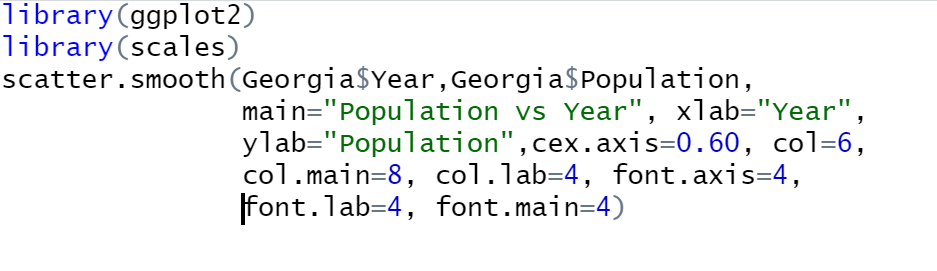 library(ggplot2)
library(scales)
scatter.smooth(Georgia$Year,Georgia$Population,
main="Population vs Year", xlab="Year",
ylab="Population",cex.axis=0.60, col=6,
col.main=8, col.lab=4, font.axis=4,
font.lab=4, font.main=4)